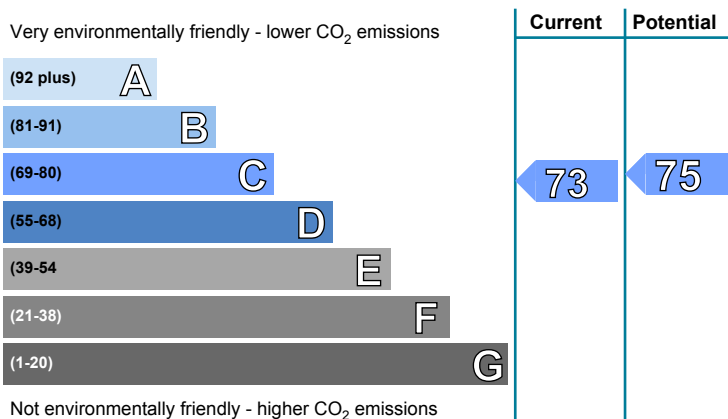 Current Potential
Very environmentally friendly - lower CO2 emissions
(92 plus) A
(81-91) B
(69-80) C 73 75
(55-68) D
(39-54 E
(21-38) F
(1-20) G
Not environmentally friendly - higher CO2 emissions